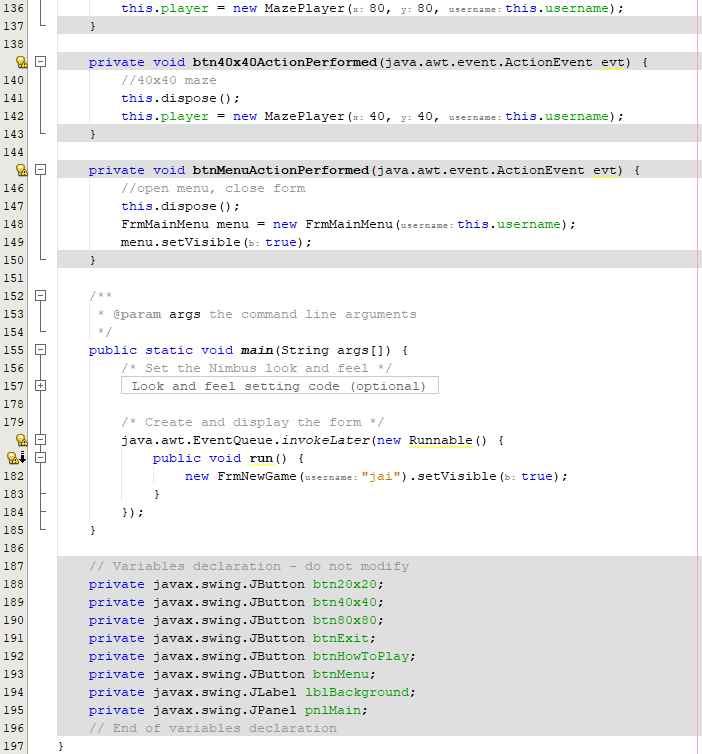 136 this.player = new MazePlayer(x: 80, y: 80, username: this.username);
137 }
138
private void btn40x40ActionPerformed(java.awt.event.ActionEvent evt) {
140 //40x40 maze
141 this.dispose();
142 this.player = new MazePlayer(x: 40, y: 40, username: this.username);
143 }
144
private void btnMenuActionPerformed(java.awt.event.ActionEvent evt) {
146 //open menu, close form
147 this.dispose();
148 FrmMainMenu menu = new FrmMainMenu(username: this.username);
149 menu.setVisible(b: true);
150 }
151
152 /**
153 * @param args the command line arguments
154 */
155 public static void main(String args[]) {
156 /* Set the Nimbus look and feel */
157 Look and feel setting code (optional)
178
179 /* Create and display the form */
java.awt.EventQueue.invokeLater(new Runnable() {
public void run() {
182 new FrmNewGame(username: "jai").setVisible(b: true);
183 }
184 });
185 }
186
187 // Variables declaration - do not modify
188 private javax.swing.JButton btn20x20;
189 private javax.swing.JButton btn40x40;
190 private javax.swing.JButton btn80x80;
191 private javax.swing.JButton btnExit;
192 private javax.swing.JButton btnHowToPlay;
193 private javax.swing.JButton btnMenu;
194 private javax.swing.JLabel lblBackground;
195 private javax.swing.JPanel pnlMain;
196 // End of variables declaration
197 }